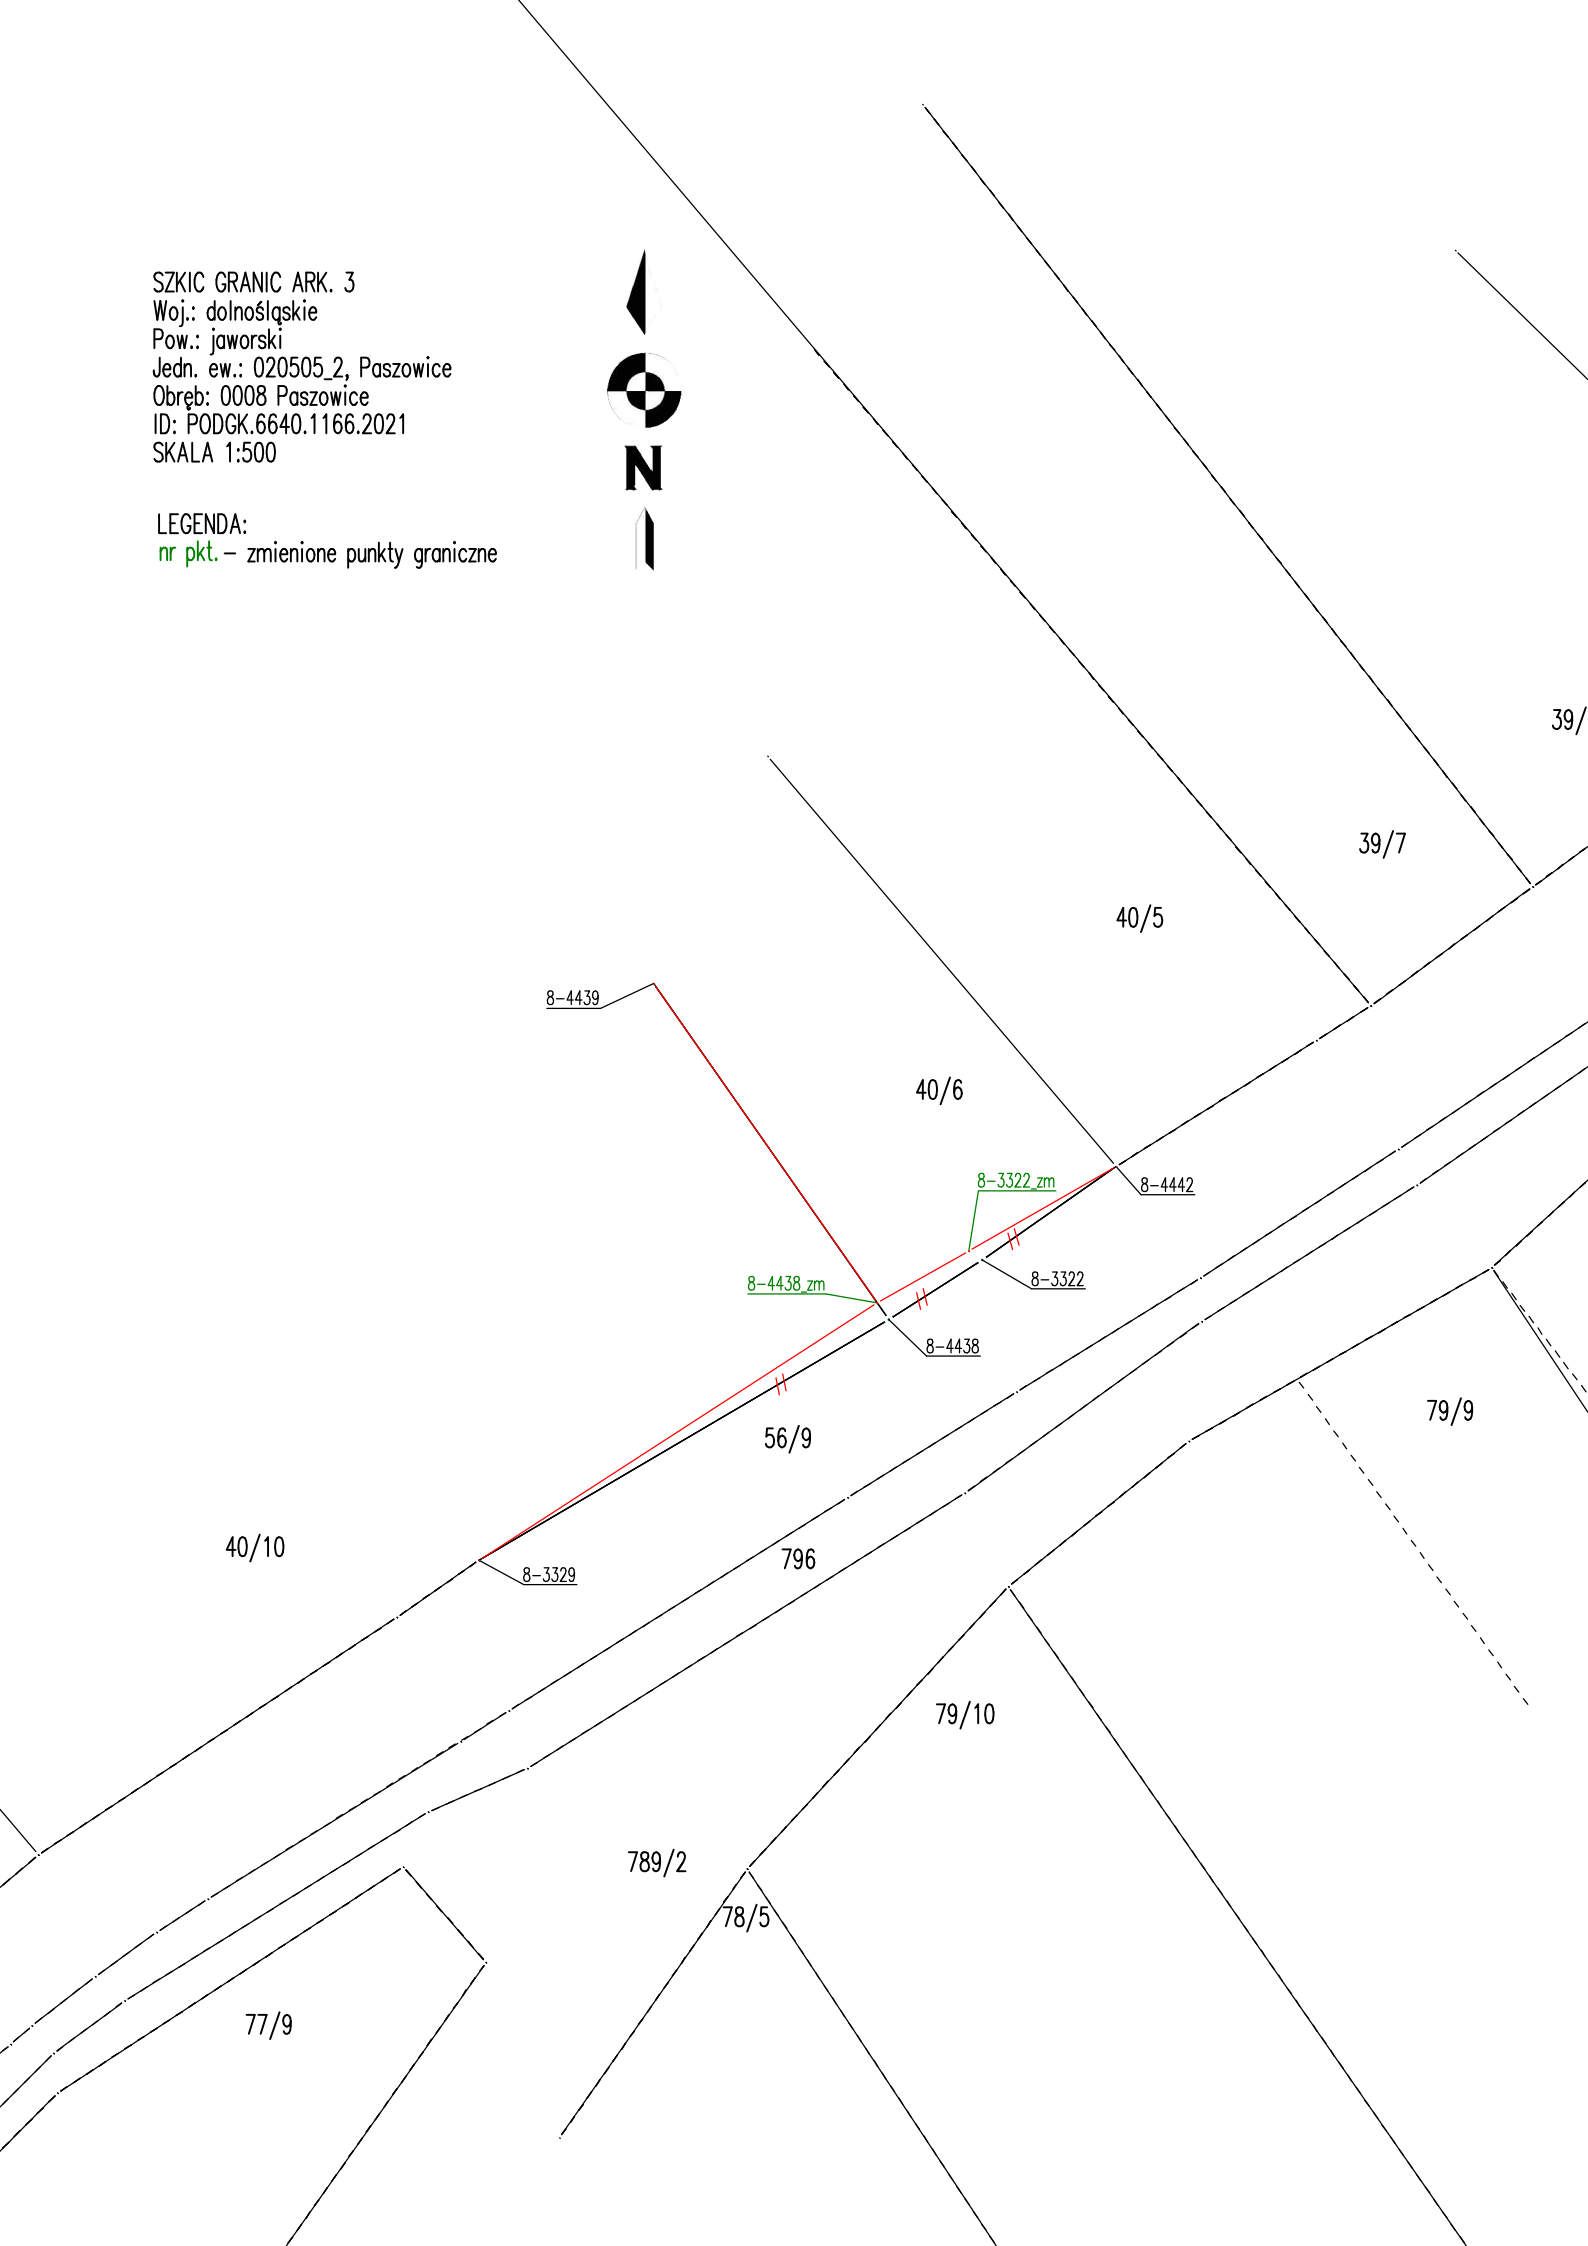 SZKIC GRANIC ARK. 3
Woj.: dolnośląskie
Pow.: jaworski
Jedn. ew.: 020505_2, Paszowice
Obręb: 0008 Paszowice
ID: PODGK.6640.1166.2021
SKALA 1:500
LEGENDA:
nr pkt. – zmienione punkty graniczne
N
39/
39/7
40/5
8-4439
40/6
8-3322_zm
8-4442
8-4438_zm
8-3322
8-4438
56/9
79/9
40/10
796
8-3329
79/10
789/2
78/5
77/9